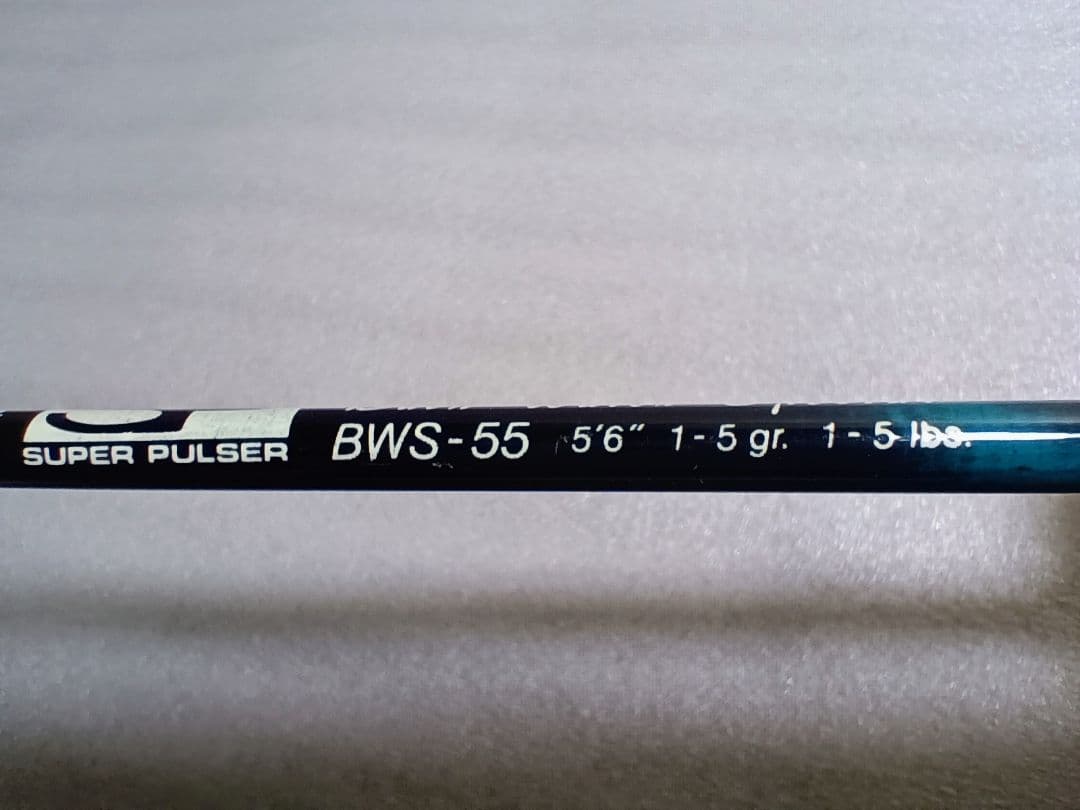 SUPER PULSER BWS-55 5'6" 1-5 gr. 1-5 lbs.